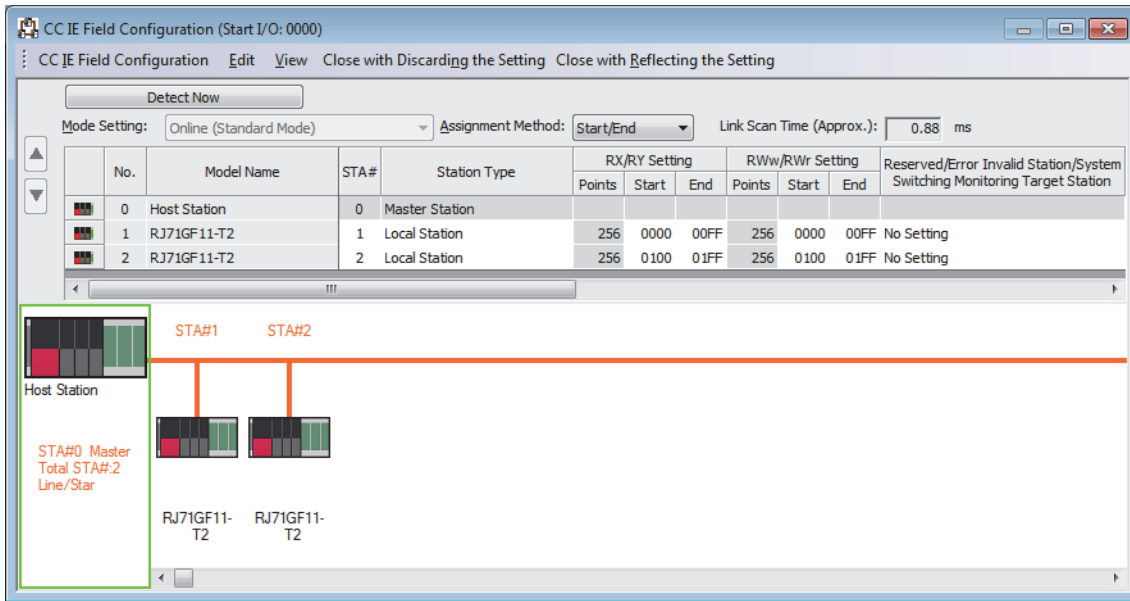 CC IE Field Configuration (Start I/O: 0000)
CC IE Field Configuration Edit View Close with Discarding the Setting Close with Reflecting the Setting
Detect Now
Mode Setting: Online (Standard Mode) Assignment Method: Start/End Link Scan Time (Approx.): 0.88 ms
No. Model Name STA# Station Type RX/RY Setting RWw/RWr Setting Reserved/Error Invalid Station/System
Switching Monitoring Target Station
Points Start End Points Start End
0 Host Station 0 Master Station
1 RJ71GF11-T2 1 Local Station 256 0000 00FF 256 0000 00FF No Setting
2 RJ71GF11-T2 2 Local Station 256 0100 01FF 256 0100 01FF No Setting
STA#1 STA#2
Host Station
STA#0 Master
Total STA#:2
Line/Star
RJ71GF11-
T2
RJ71GF11-
T2